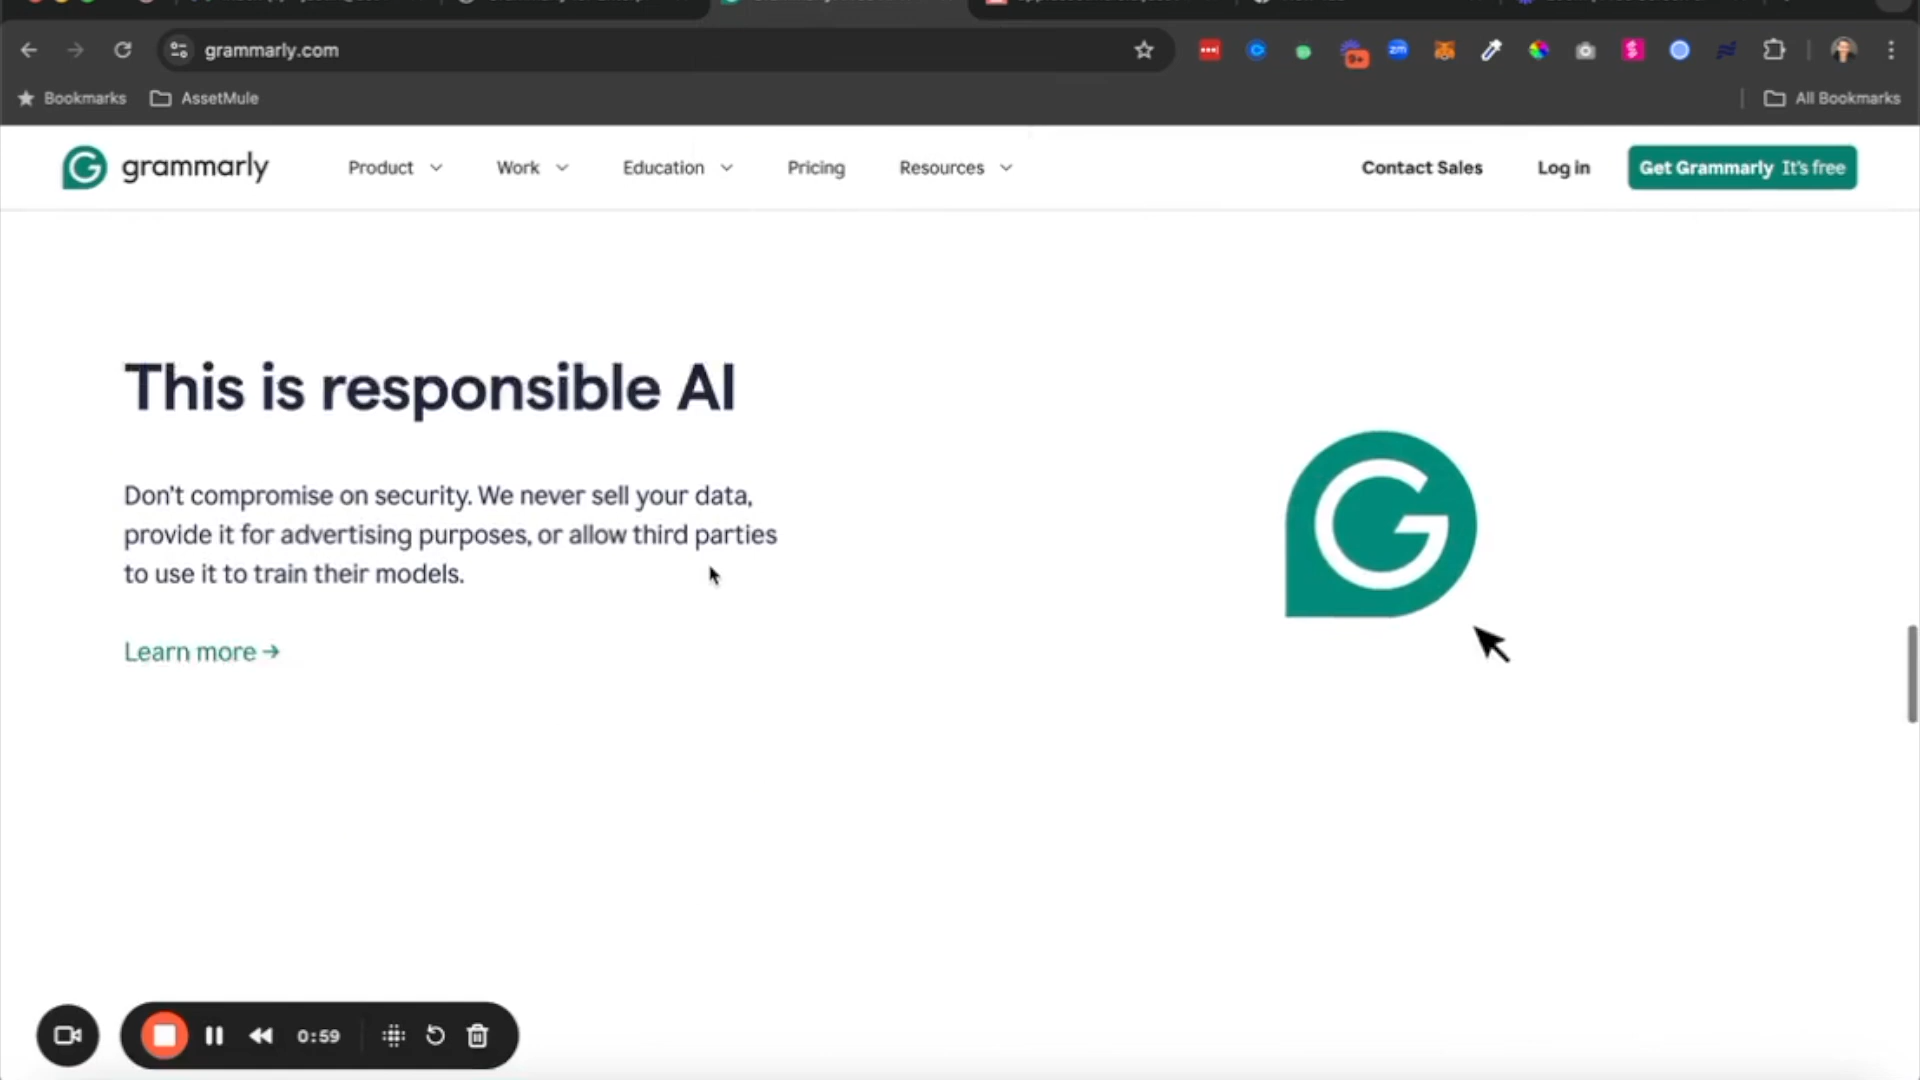 grammarly.com
Bookmarks
AssetMule
All Bookmarks
9+
zm
grammarly
Product
Work
Education
Pricing
Resources
Contact Sales
Log in
Get Grammarly It's free
This is responsible AI
Don't compromise on security. We never sell your data,
provide it for advertising purposes, or allow third parties
to use it to train their models.
Learn more →
0:59